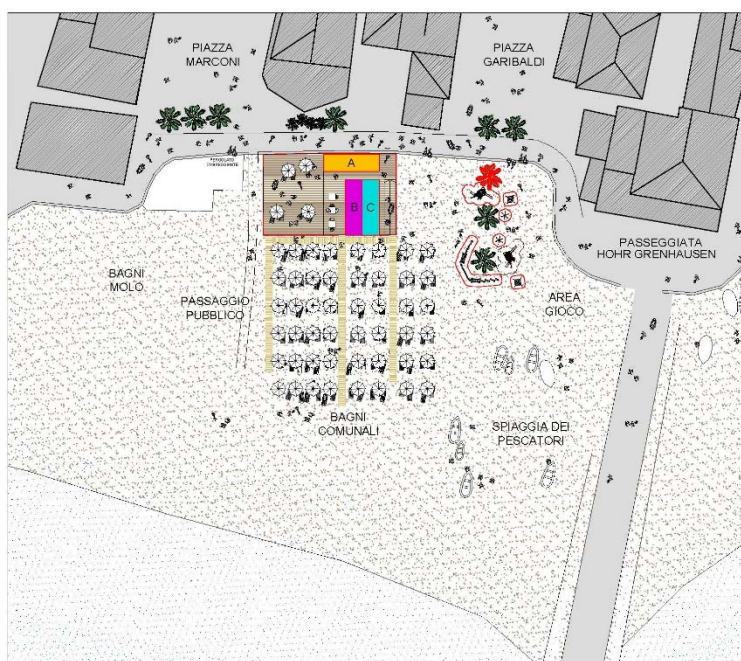 PIAZZA
MARCONI
PIAZZA
GARIBALDI
A
B
C
PASSEGGIATA
HOHR GRENHAUSEN
BAGNI
MOLO
PASSAGGIO
PUBBLICO
AREA
GIOCO
BAGNI
COMUNALI
SPIAGGIA DEI
PESCATORI